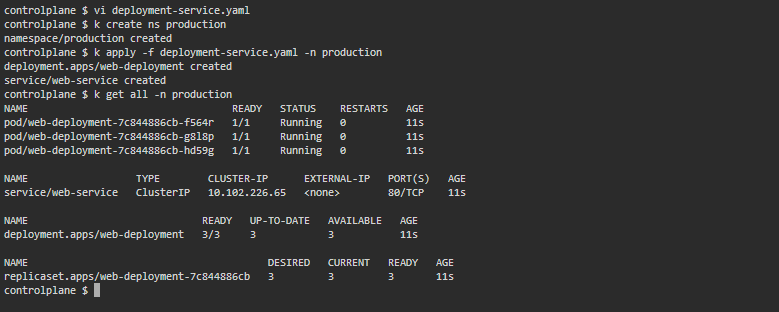 controlplane $ vi deployment-service.yaml
controlplane $ k create ns production
namespace/production created
controlplane $ k apply -f deployment-service.yaml -n production
deployment.apps/web-deployment created
service/web-service created
controlplane $ k get all -n production
NAME READY STATUS RESTARTS AGE
pod/web-deployment-7c844886cb-f564r 1/1 Running 0 11s
pod/web-deployment-7c844886cb-g8l8p 1/1 Running 0 11s
pod/web-deployment-7c844886cb-hd59g 1/1 Running 0 11s
NAME TYPE CLUSTER-IP EXTERNAL-IP PORT(S) AGE
service/web-service ClusterIP 10.102.226.65 <none> 80/TCP 11s
NAME READY UP-TO-DATE AVAILABLE AGE
deployment.apps/web-deployment 3/3 3 3 11s
NAME DESIRED CURRENT READY AGE
replicaset.apps/web-deployment-7c844886cb 3 3 3 11s
controlplane $